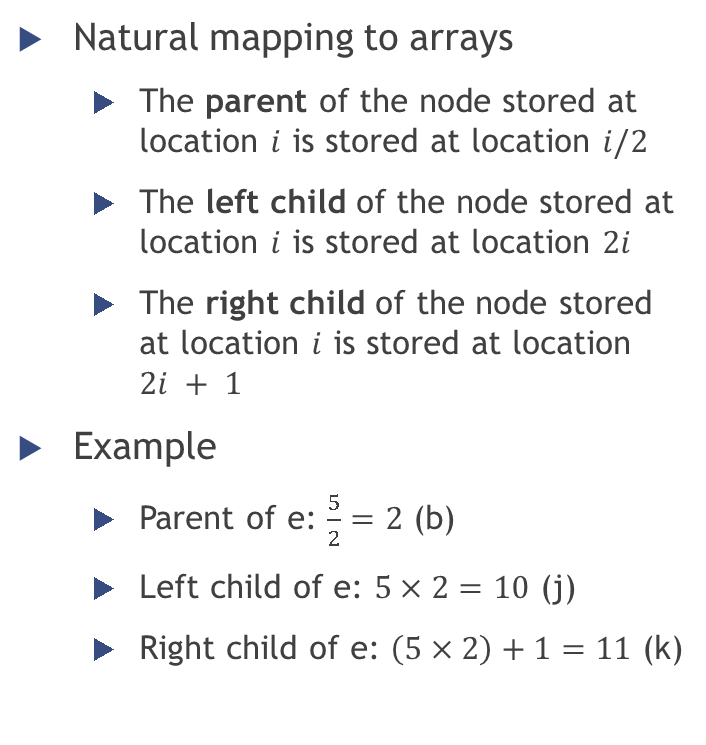 Natural mapping to arrays
The parent of the node stored at
location i is stored at location i/2
The left child of the node stored at
location i is stored at location 2i
The right child of the node stored
at location i is stored at location
2i + 1
Example
Parent of e: 5/2 = 2 (b)
Left child of e: 5 × 2 = 10 (j)
Right child of e: (5 × 2) + 1 = 11 (k)